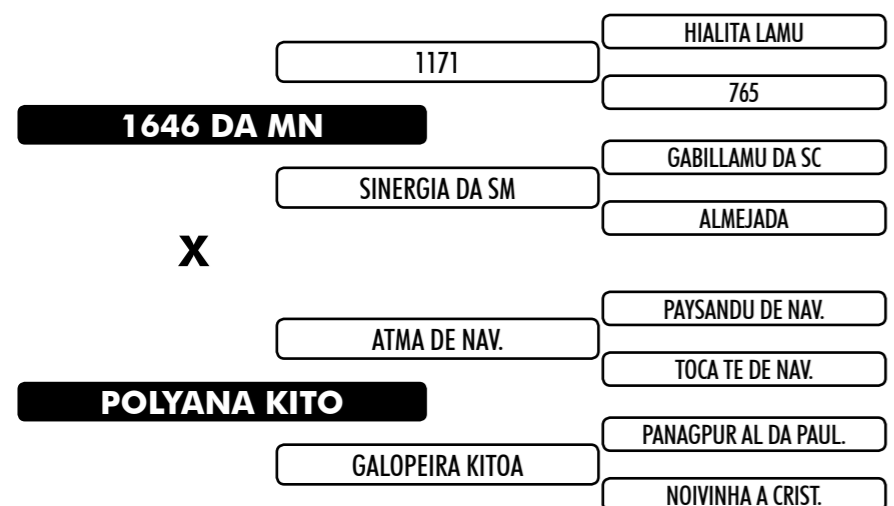 HIALITA LAMU
1171
765
1646 DA MN
GABILLAMU DA SC
SINERGIA DA SM
ALMEJADA
X
PAYSANDU DE NAV.
ATMA DE NAV.
TOCA TE DE NAV.
POLYANA KITO
PANAGPUR AL DA PAUL.
GALOPEIRA KITOA
NOIVINHA A CRIST.